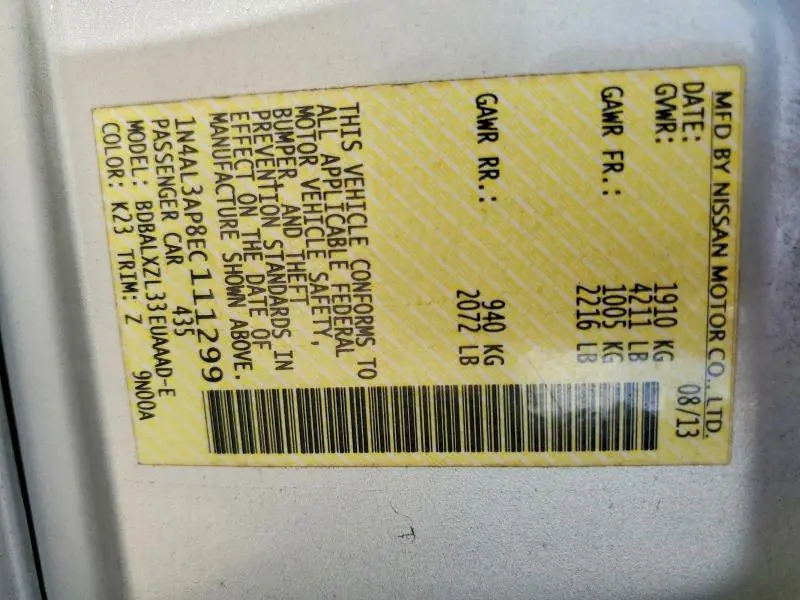 MFD BY NISSAN MOTOR CO., LTD.
DATE: 08/13
GVWR: 1910 KG
4211 LB
GAWR FR.: 1005 KG
2216 LB
GAWR RR.: 940 KG
2072 LB
THIS VEHICLE CONFORMS TO
ALL APPLICABLE FEDERAL
MOTOR VEHICLE SAFETY,
BUMPER, AND THEFT
PREVENTION STANDARDS IN
EFFECT ON THE DATE OF
MANUFACTURE SHOWN ABOVE.
1N4AL3AP8EC111299
PASSENGER CAR 435
MODEL: BDBALXZL33EUAAAD-E
COLOR: K23 TRIM: Z 9N00A